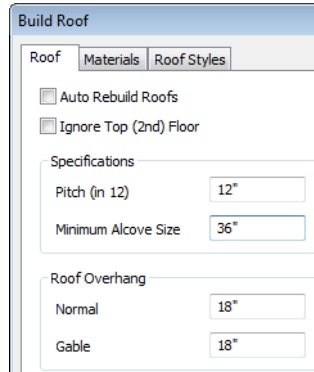 Build Roof
Roof Materials Roof Styles
Auto Rebuild Roofs
Ignore Top (2nd) Floor
Specifications
Pitch (in 12) 12"
Minimum Alcove Size 36"
Roof Overhang
Normal 18"
Gable 18"